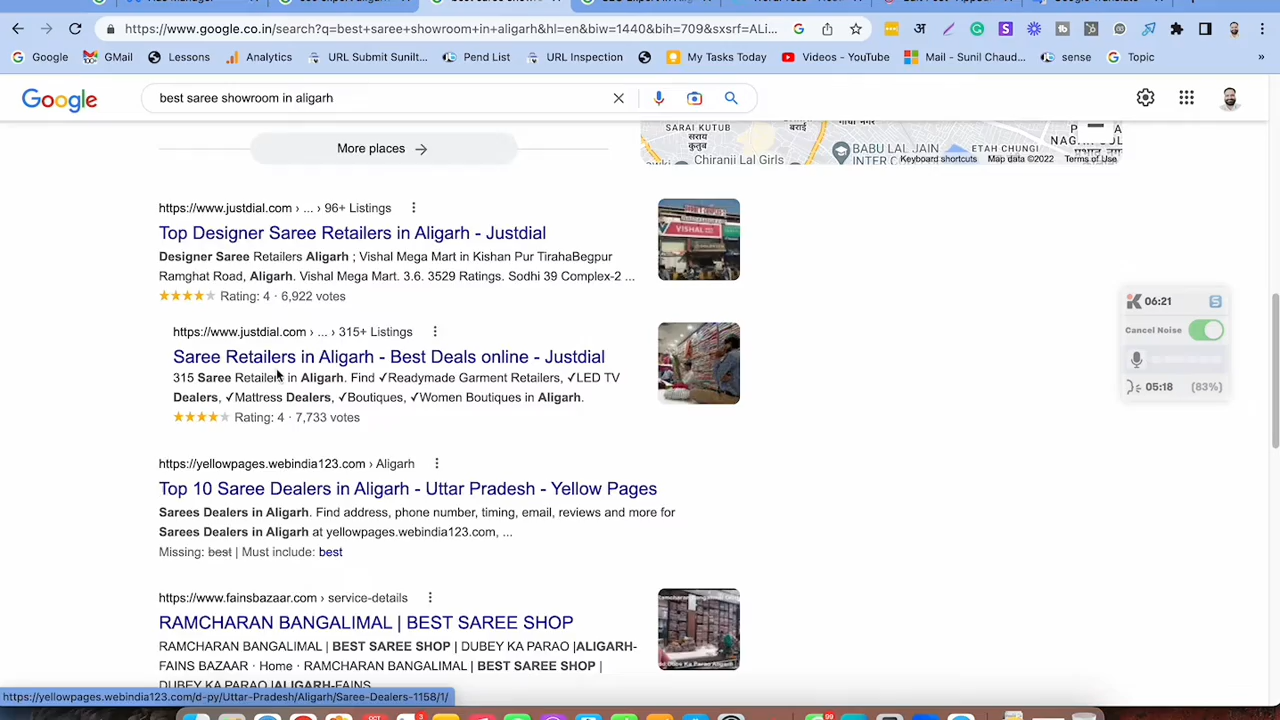 https://www.google.co.in/search?q=best+saree+showroom+in+aligarh&hl=en&biw=1440&bih=709&sxsrf=ALi...
Google GMail Lessons Analytics URL Submit Sunilt... Pend List URL Inspection My Tasks Today Videos - YouTube Mail - Sunil Chaud... sense Topic »
Google best saree showroom in aligarh
More places →
SARAI KUTUB
सराय
कुतुब
Chiranji Lal Girls
BABU LAL JAIN
INTER
ETAH CHUNGI
Keyboard shortcuts Map data ©2022 Terms of Use
https://www.justdial.com › ... › 96+ Listings
Top Designer Saree Retailers in Aligarh - Justdial
Designer Saree Retailers Aligarh ; Vishal Mega Mart in Kishan Pur TirahaBegpur
Ramghat Road, Aligarh. Vishal Mega Mart. 3.6. 3529 Ratings. Sodhi 39 Complex-2 ...
Rating: 4 · 6,922 votes
VISHAL
https://www.justdial.com › ... › 315+ Listings
Saree Retailers in Aligarh - Best Deals online - Justdial
315 Saree Retailers in Aligarh. Find ✓Readymade Garment Retailers, ✓LED TV
Dealers, ✓Mattress Dealers, ✓Boutiques, ✓Women Boutiques in Aligarh.
Rating: 4 · 7,733 votes
06:21 S
Cancel Noise
05:18 (83%)
https://yellowpages.webindia123.com › Aligarh
Top 10 Saree Dealers in Aligarh - Uttar Pradesh - Yellow Pages
Sarees Dealers in Aligarh. Find address, phone number, timing, email, reviews and more for
Sarees Dealers in Aligarh at yellowpages.webindia123.com, ...
Missing: best | Must include: best
https://www.fainsbazaar.com › service-details
RAMCHARAN BANGALIMAL | BEST SAREE SHOP
RAMCHARAN BANGALIMAL | BEST SAREE SHOP | DUBEY KA PARAO |ALIGARH-
FAINS BAZAAR · Home · RAMCHARAN BANGALIMAL | BEST SAREE SHOP |
DUBEY KA PARAO |ALIGARH-FAINS
https://yellowpages.webindia123.com/d-py/Uttar-Pradesh/Aligarh/Saree-Dealers-1158/1/